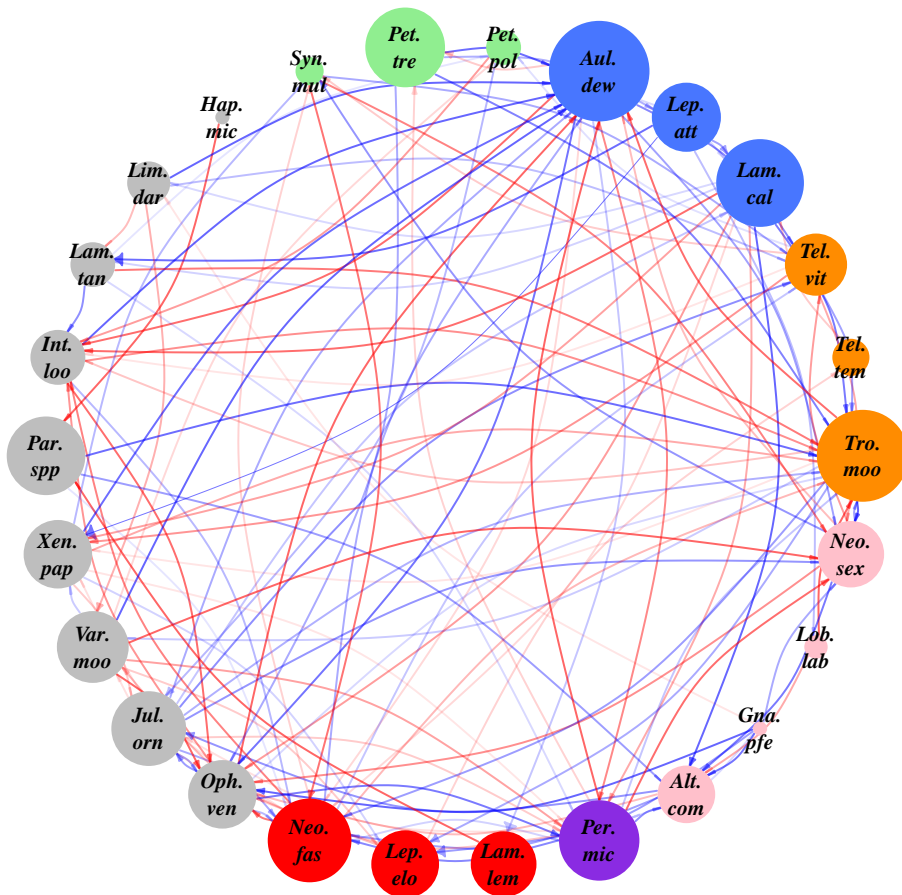 Pet.
tre
Pet.
pol
Aul.
dew
Syn.
mul
Lep.
att
Hap.
mic
Lam.
cal
Lim.
dar
Tel.
vit
Lam.
tan
Int.
loo
Tel.
tem
Par.
spp
Tro.
moo
Xen.
pap
Neo.
sex
Var.
moo
Lob.
lab
Jul.
orn
Gna.
pfe
Oph.
ven
Alt.
com
Neo.
fas
Lep.
elo
Lam.
lem
Per.
mic